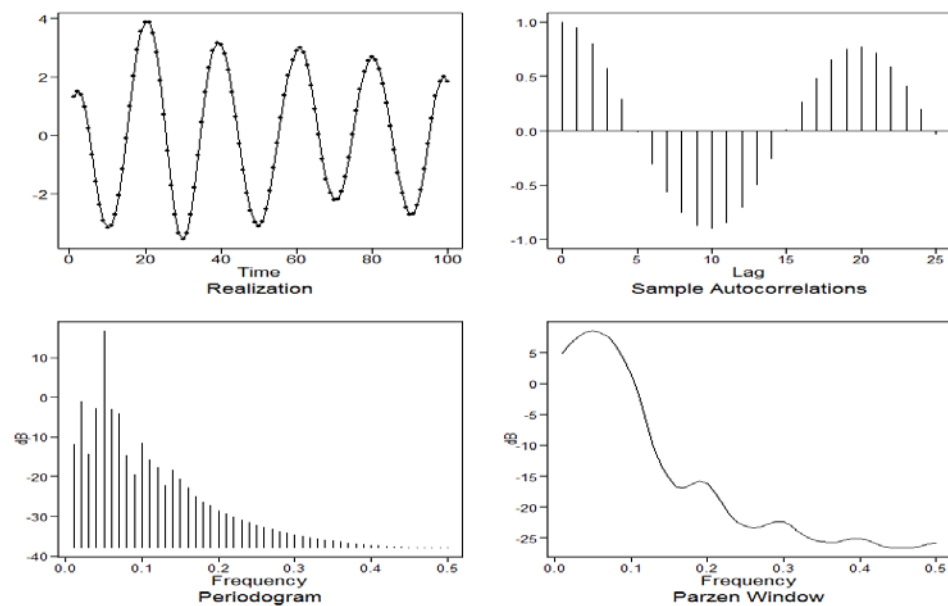 4
2
0
-2
0 20 40 60 80 100
Time
Realization
1.0
0.5
0.0
-0.5
-1.0
0 5 10 15 20 25
Lag
Sample Autocorrelations
10
0
-10
-20
-30
-40
dB
0.0 0.1 0.2 0.3 0.4 0.5
Frequency
Periodogram
5
0
-5
-10
-15
-20
-25
dB
0.0 0.2 0.3 0.4 0.5
Frequency
Parzen Window